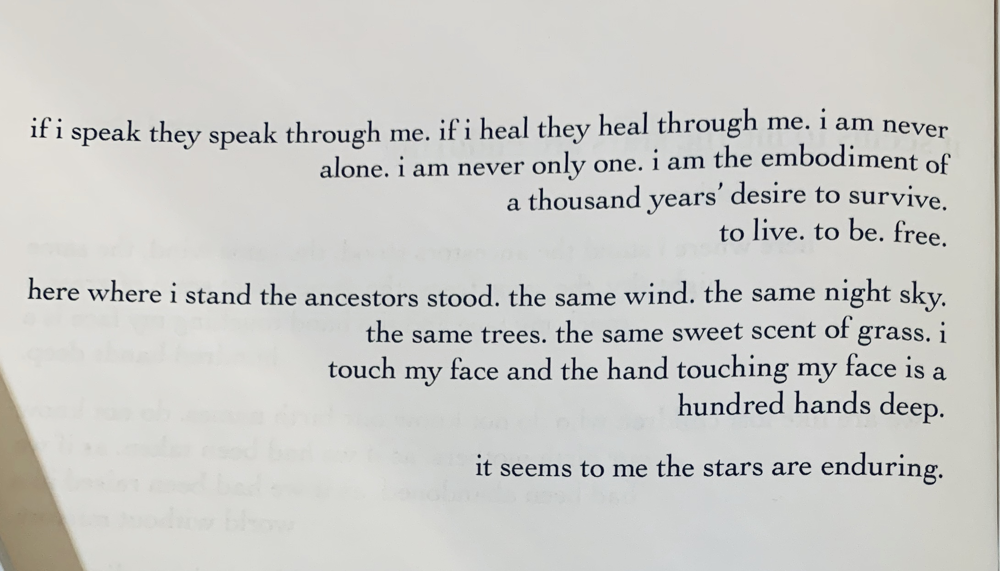 if i speak they speak through me. if i heal they heal through me. i am never
alone. i am never only one. i am the embodiment of
a thousand years' desire to survive.
to live. to be. free.
here where i stand the ancestors stood. the same wind. the same night sky.
the same trees. the same sweet scent of grass. i
touch my face and the hand touching my face is a
hundred hands deep.
it seems to me the stars are enduring.